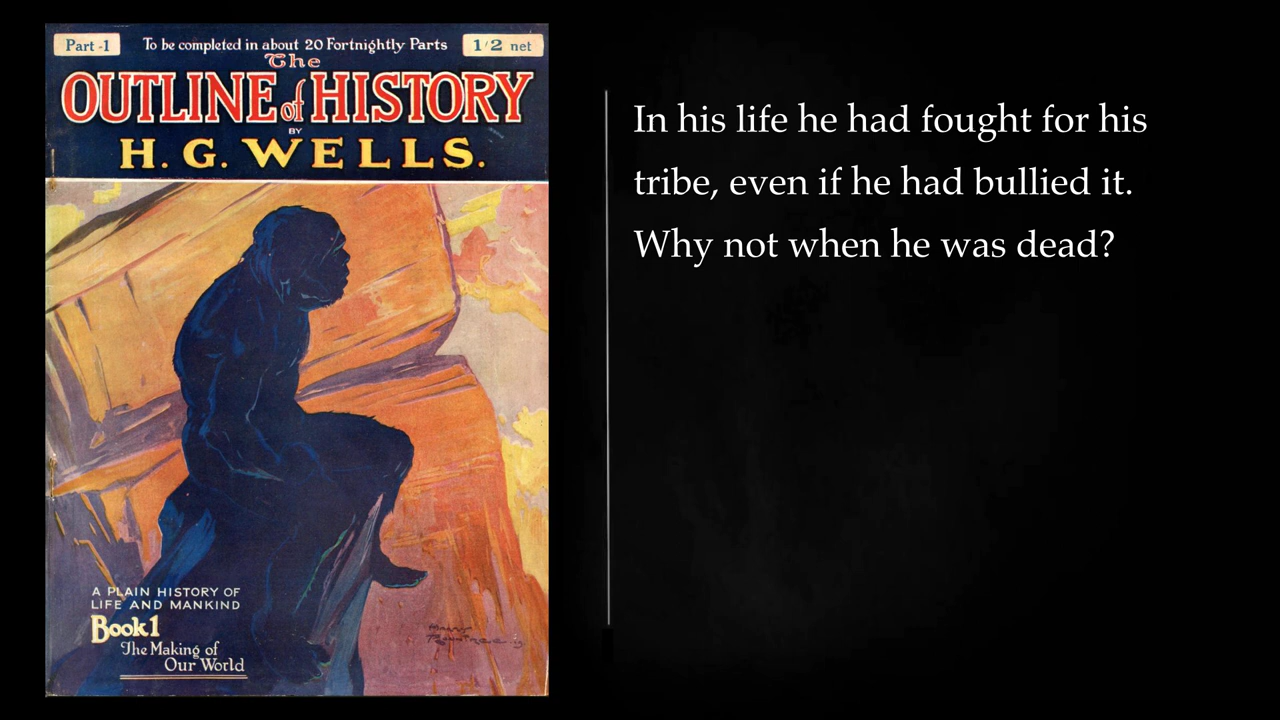 Part -1
To be completed in about 20 Fortnightly Parts
1/2 net
The
OUTLINE of HISTORY
BY
H. G. WELLS.
A PLAIN HISTORY OF
LIFE AND MANKIND
Book 1
The Making of
Our World
In his life he had fought for his
tribe, even if he had bullied it.
Why not when he was dead?